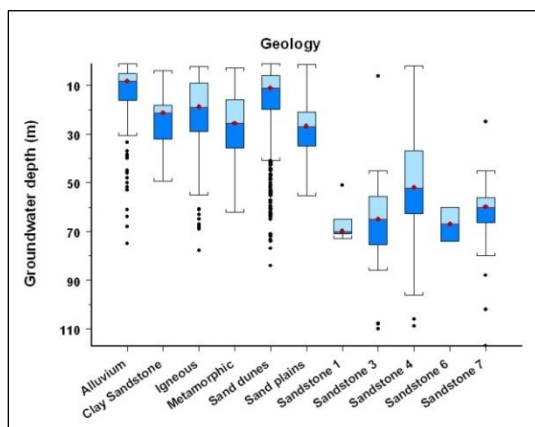 Geology
Groundwater depth (m)
10
30
50
70
90
110
Alluvium
Clay Sandstone
Igneous
Metamorphic
Sand dunes
Sand plains
Sandstone 1
Sandstone 3
Sandstone 4
Sandstone 6
Sandstone 7